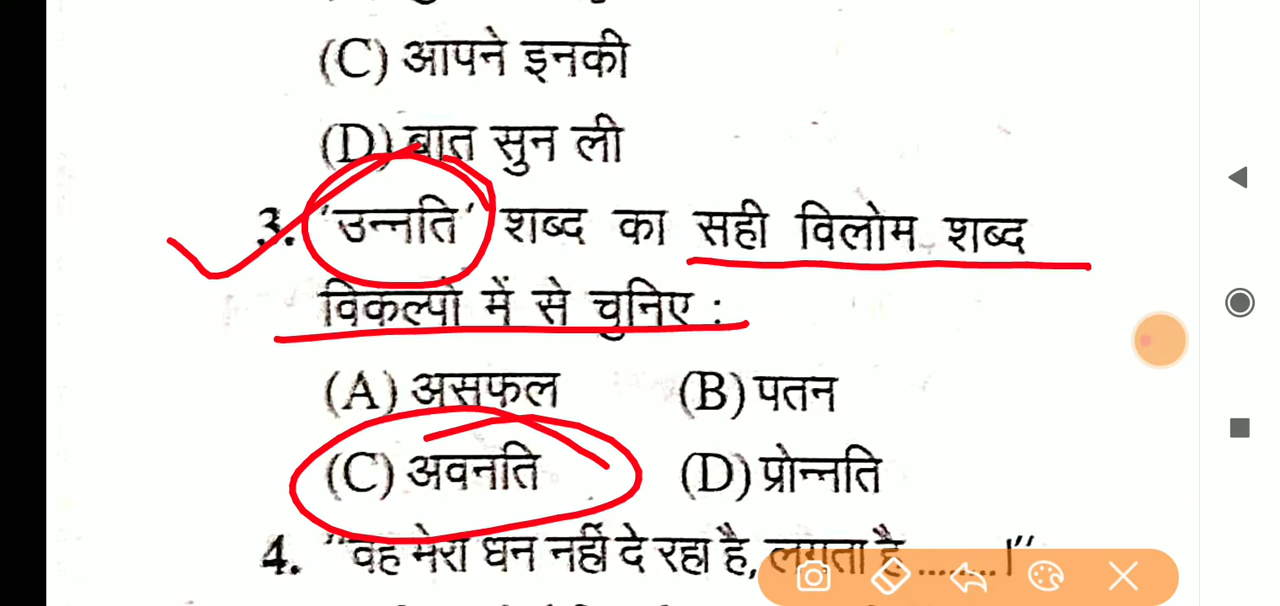 (C) आपने इनकी
(D) बात सुन ली
3. 'उन्नति' शब्द का सही विलोम शब्द
विकल्पों में से चुनिए :
(A) असफल (B) पतन
(C) अवनति (D) प्रोन्नति
4. "वह मेरा धन नहीं दे रहा है, लगता है ........।"